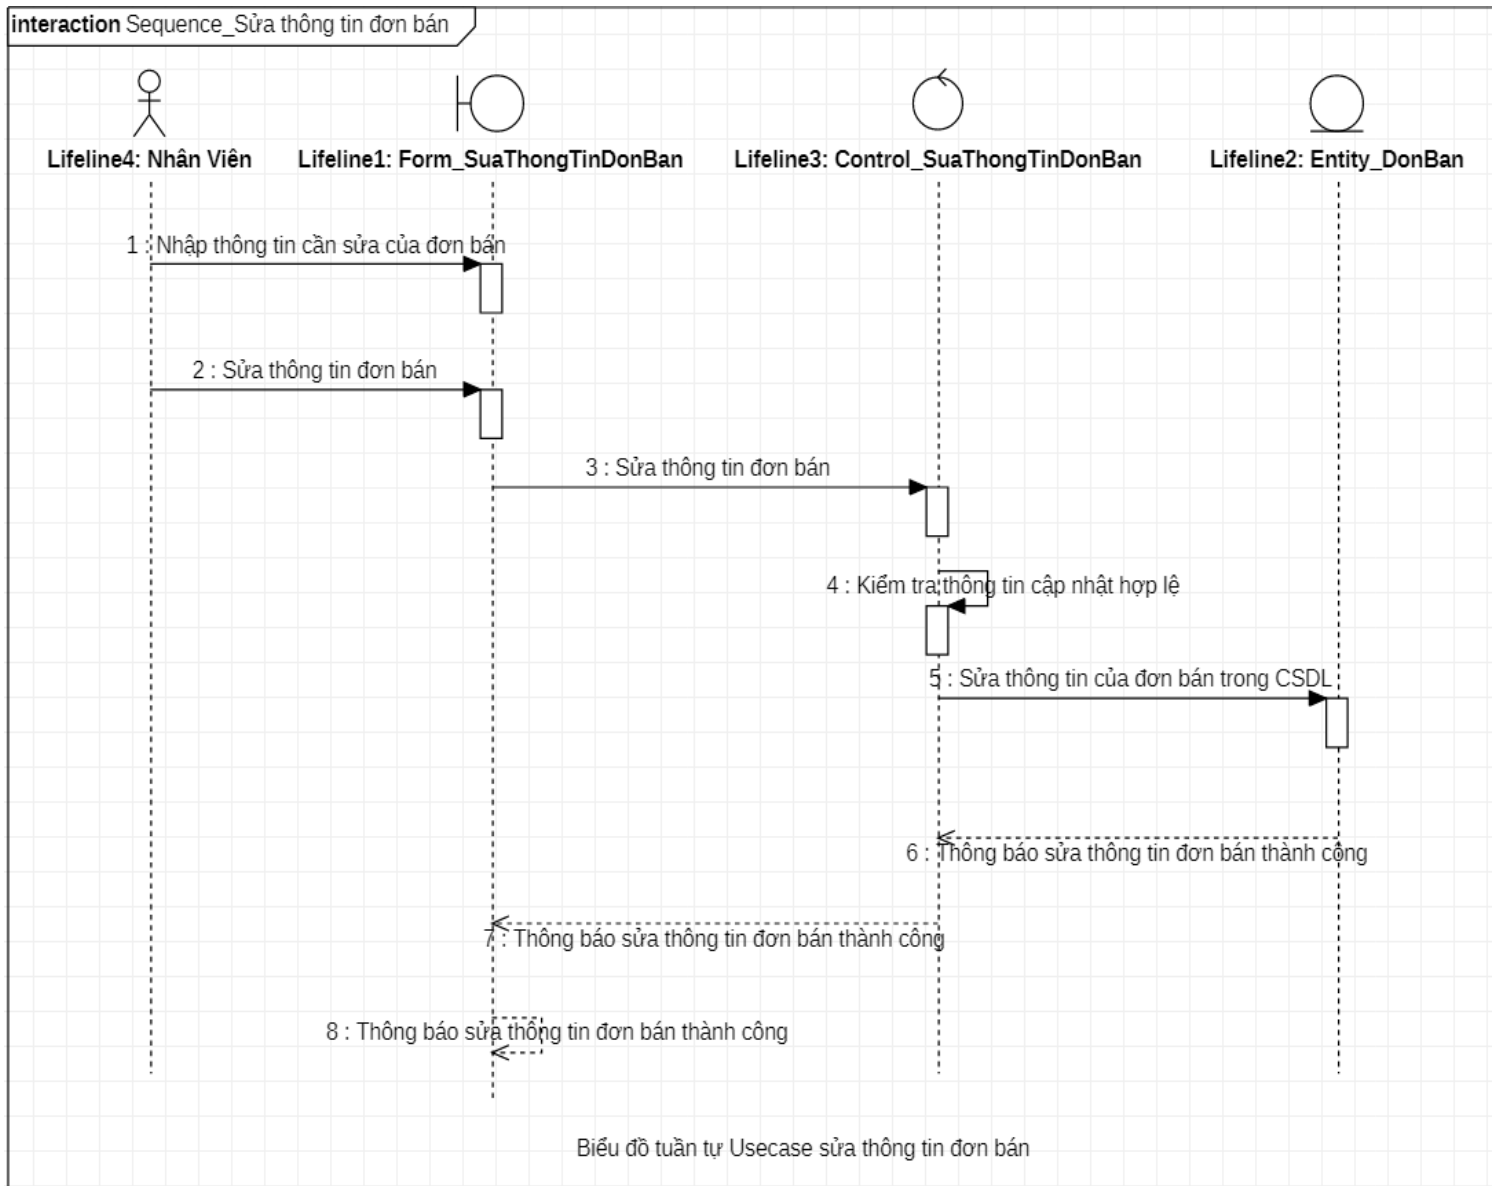 interaction Sequence_Sửa thông tin đơn bán
Lifeline4: Nhân Viên
Lifeline1: Form_SuaThongTinDonBan
Lifeline3: Control_SuaThongTinDonBan
Lifeline2: Entity_DonBan
1 : Nhập thông tin cần sửa của đơn bán
2 : Sửa thông tin đơn bán
3 : Sửa thông tin đơn bán
4 : Kiểm tra thông tin cập nhật hợp lệ
5 : Sửa thông tin của đơn bán trong CSDL
6 : Thông báo sửa thông tin đơn bán thành công
7 : Thông báo sửa thông tin đơn bán thành công
8 : Thông báo sửa thông tin đơn bán thành công
Biểu đồ tuần tự Usecase sửa thông tin đơn bán